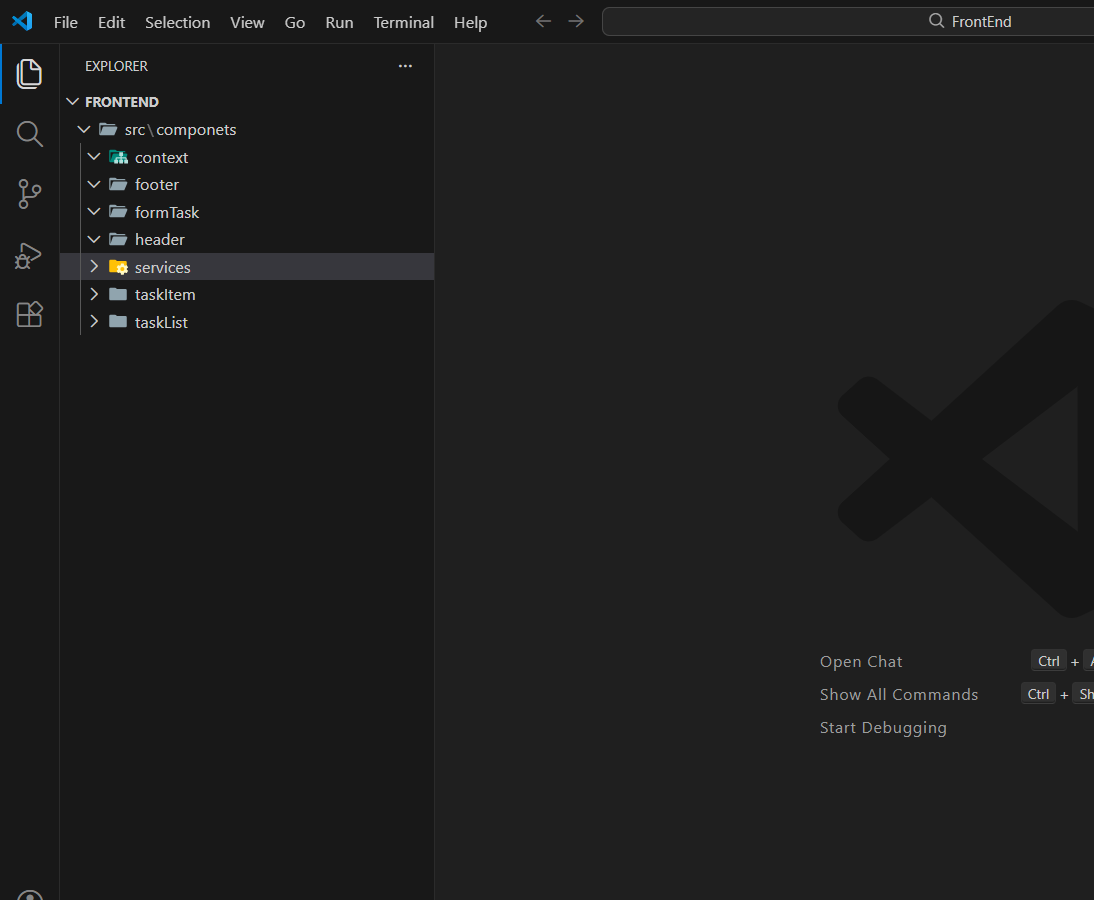 File Edit Selection View Go Run Terminal Help
FrontEnd
EXPLORER
FRONTEND
src\componets
context
footer
formTask
header
services
taskItem
taskList
Open Chat Ctrl +
Show All Commands Ctrl + Sh
Start Debugging